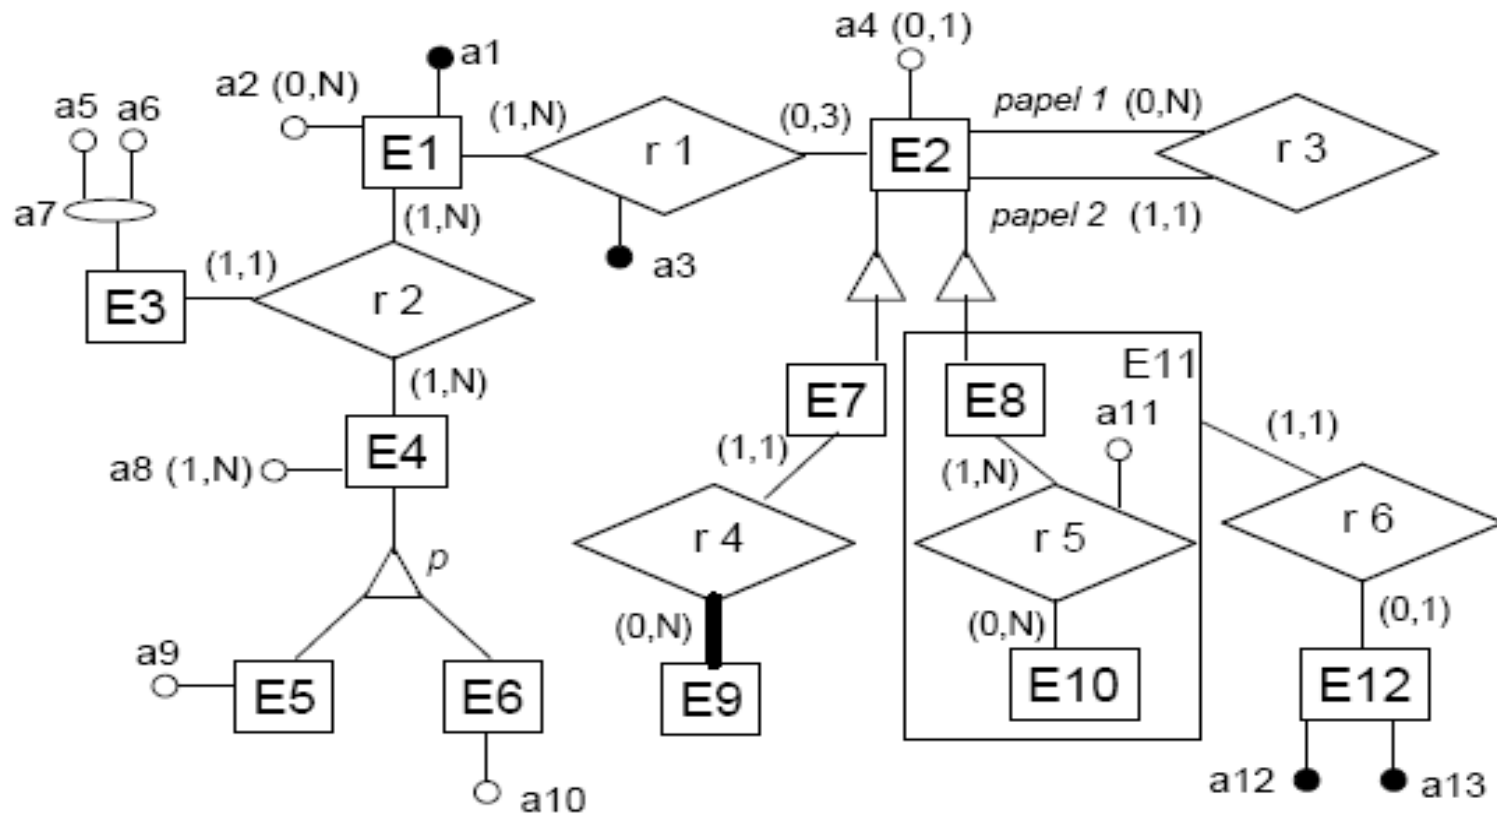 a4 (0,1)
a1
a2 (0,N)
a5 a6
(1,N)
(0,3)
papel 1 (0,N)
E1
r 1
E2
r 3
a7
(1,N)
papel 2 (1,1)
(1,1)
a3
E3
r 2
E11
(1,N)
E7
E8
a11
(1,1)
E4
(1,1)
(1,N)
a8 (1,N)
r 4
r 5
r 6
p
(0,N)
(0,N)
(0,1)
a9
E5
E6
E9
E10
E12
a10
a12
a13